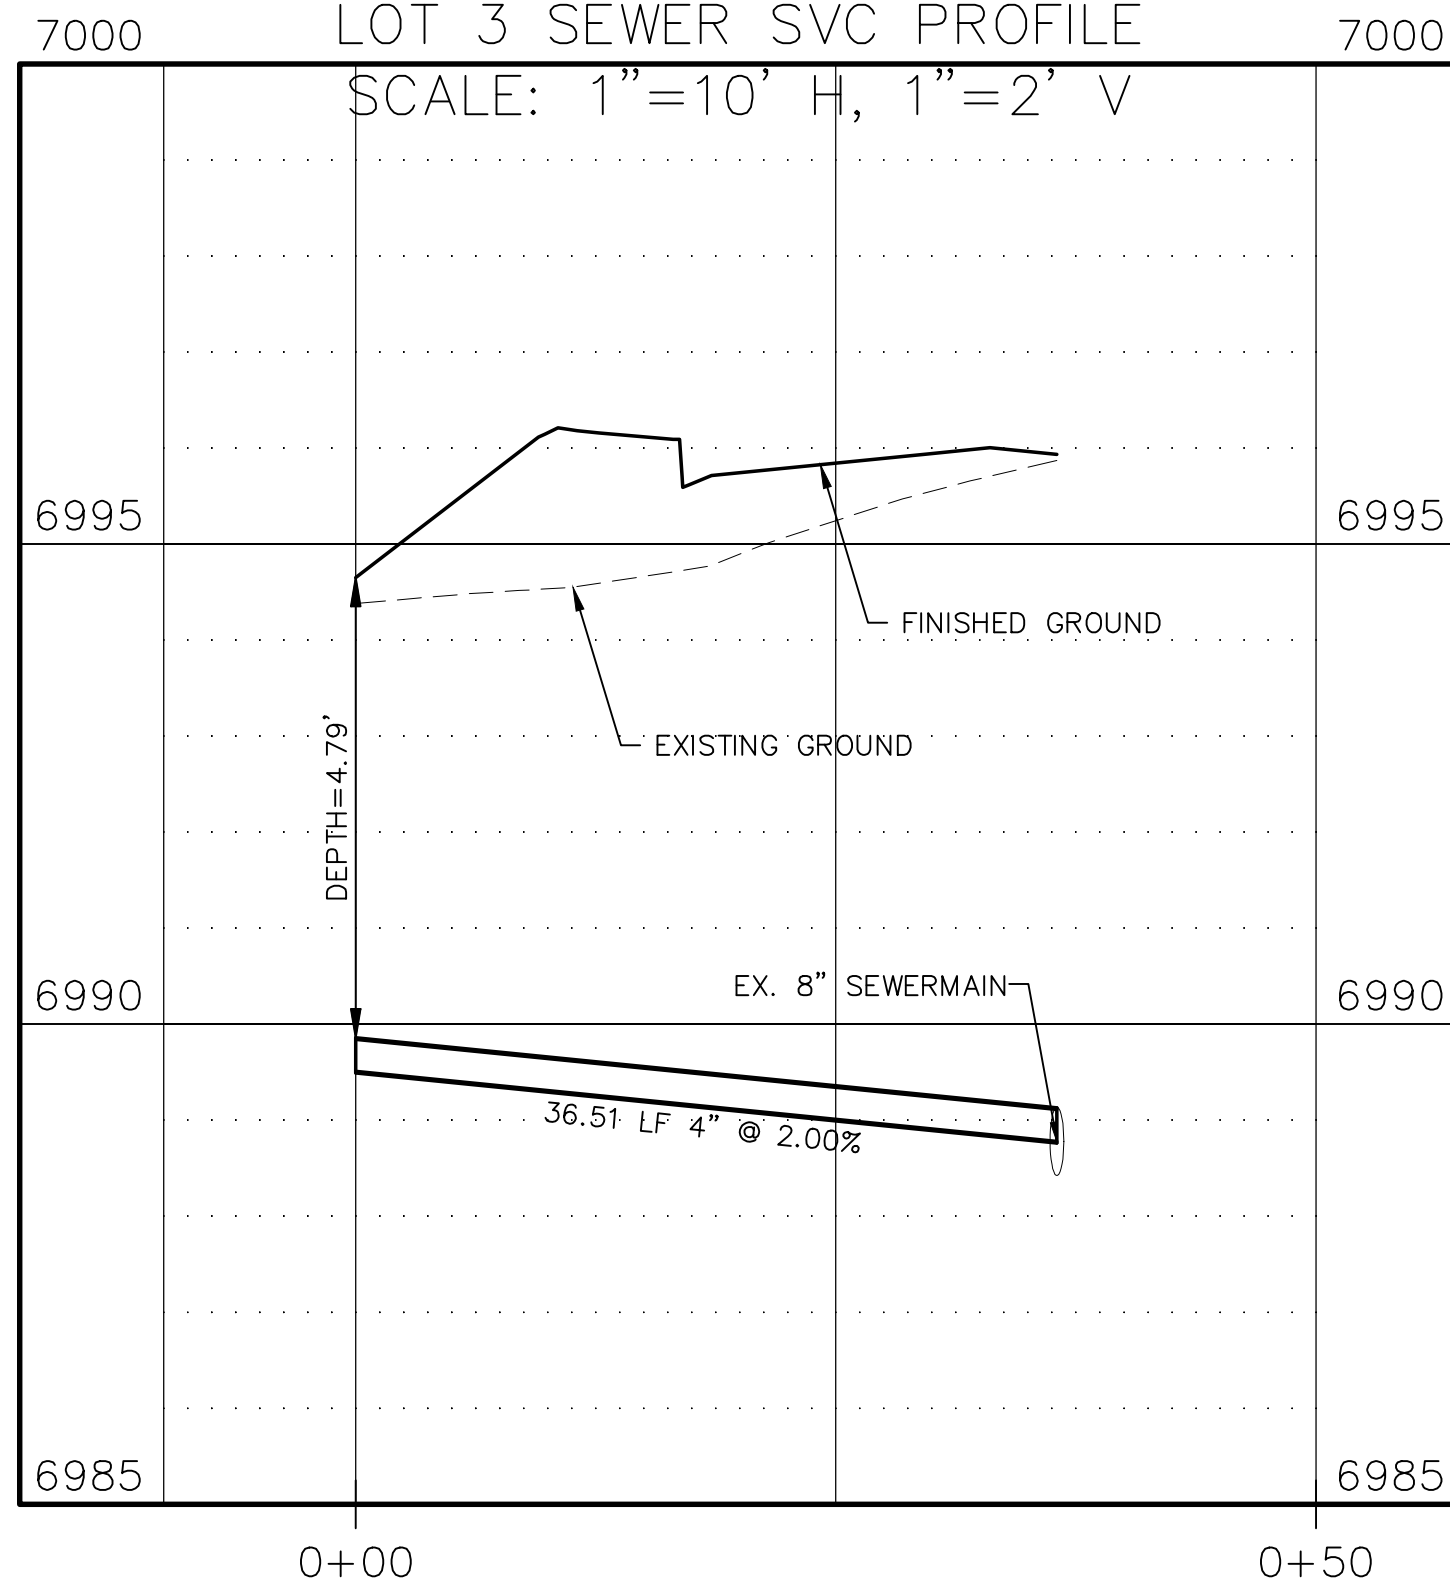 LOT 3 SEWER SVC PROFILE
7000 7000
SCALE: 1"=10' H, 1"=2' V
6995 6995
FINISHED GROUND
EXISTING GROUND
DEPTH=4.79'
EX. 8" SEWERMAIN
6990 6990
36.51 LF 4" @ 2.00%
6985 6985
0+00 0+50